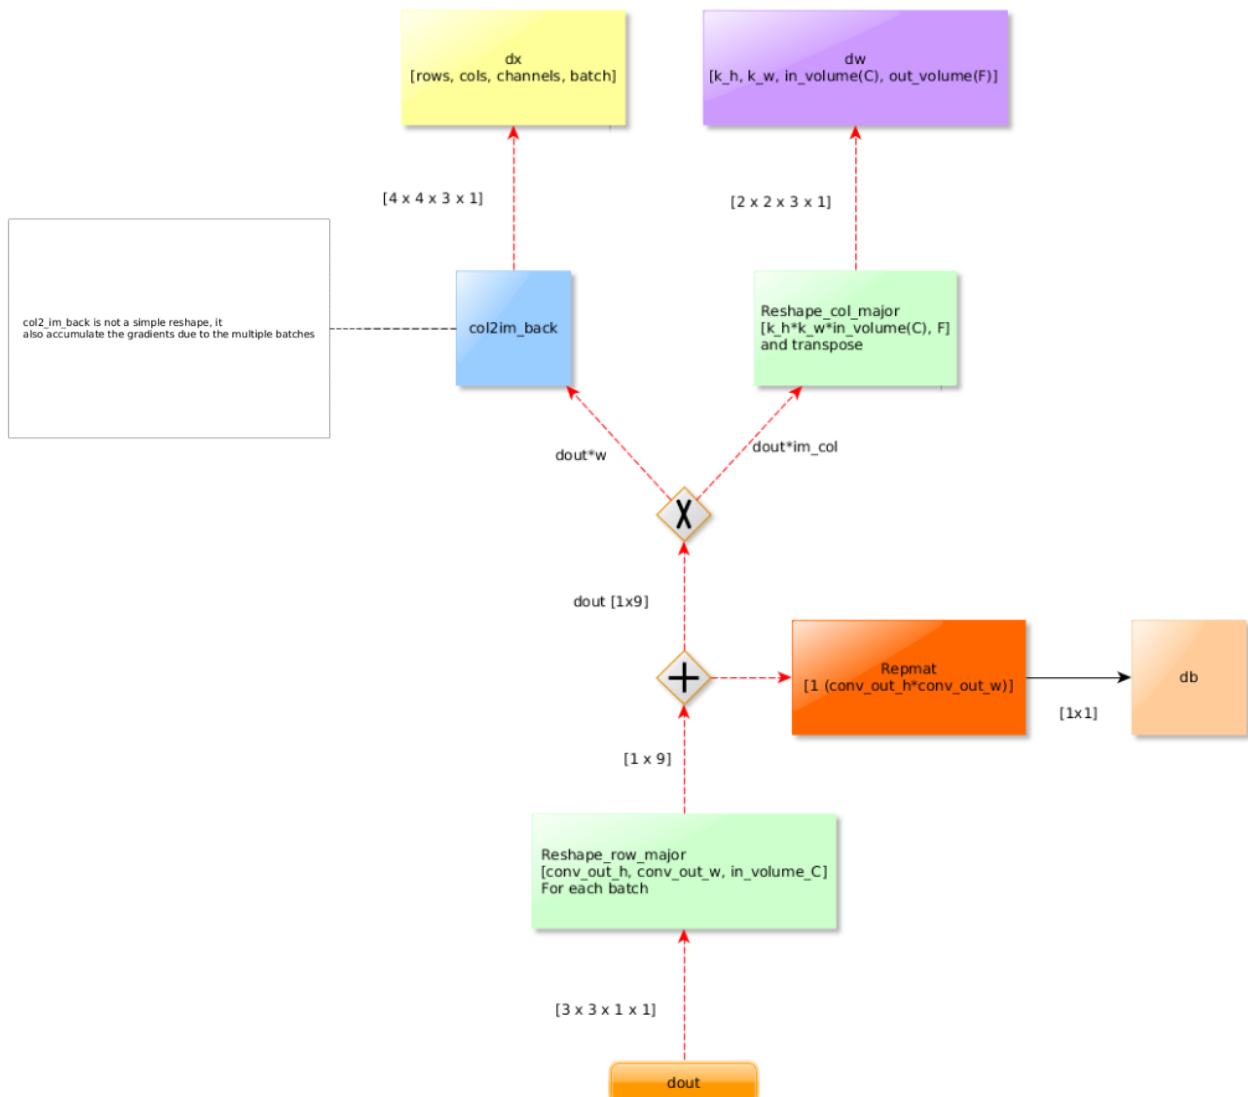 dx
[rows, cols, channels, batch]
dw
[k_h, k_w, in_volume(C), out_volume(F)]
[4 x 4 x 3 x 1]
[2 x 2 x 3 x 1]
col2_im_back is not a simple reshape, it
also accumulate the gradients due to the multiple batches
col2im_back
Reshape_col_major
[k_h*k_w*in_volume(C), F]
and transpose
dout*w
dout*im_col
X
dout [1x9]
+
Repmat
[1 (conv_out_h*conv_out_w)]
[1x1]
db
[1 x 9]
Reshape_row_major
[conv_out_h, conv_out_w, in_volume_C]
For each batch
[3 x 3 x 1 x 1]
dout